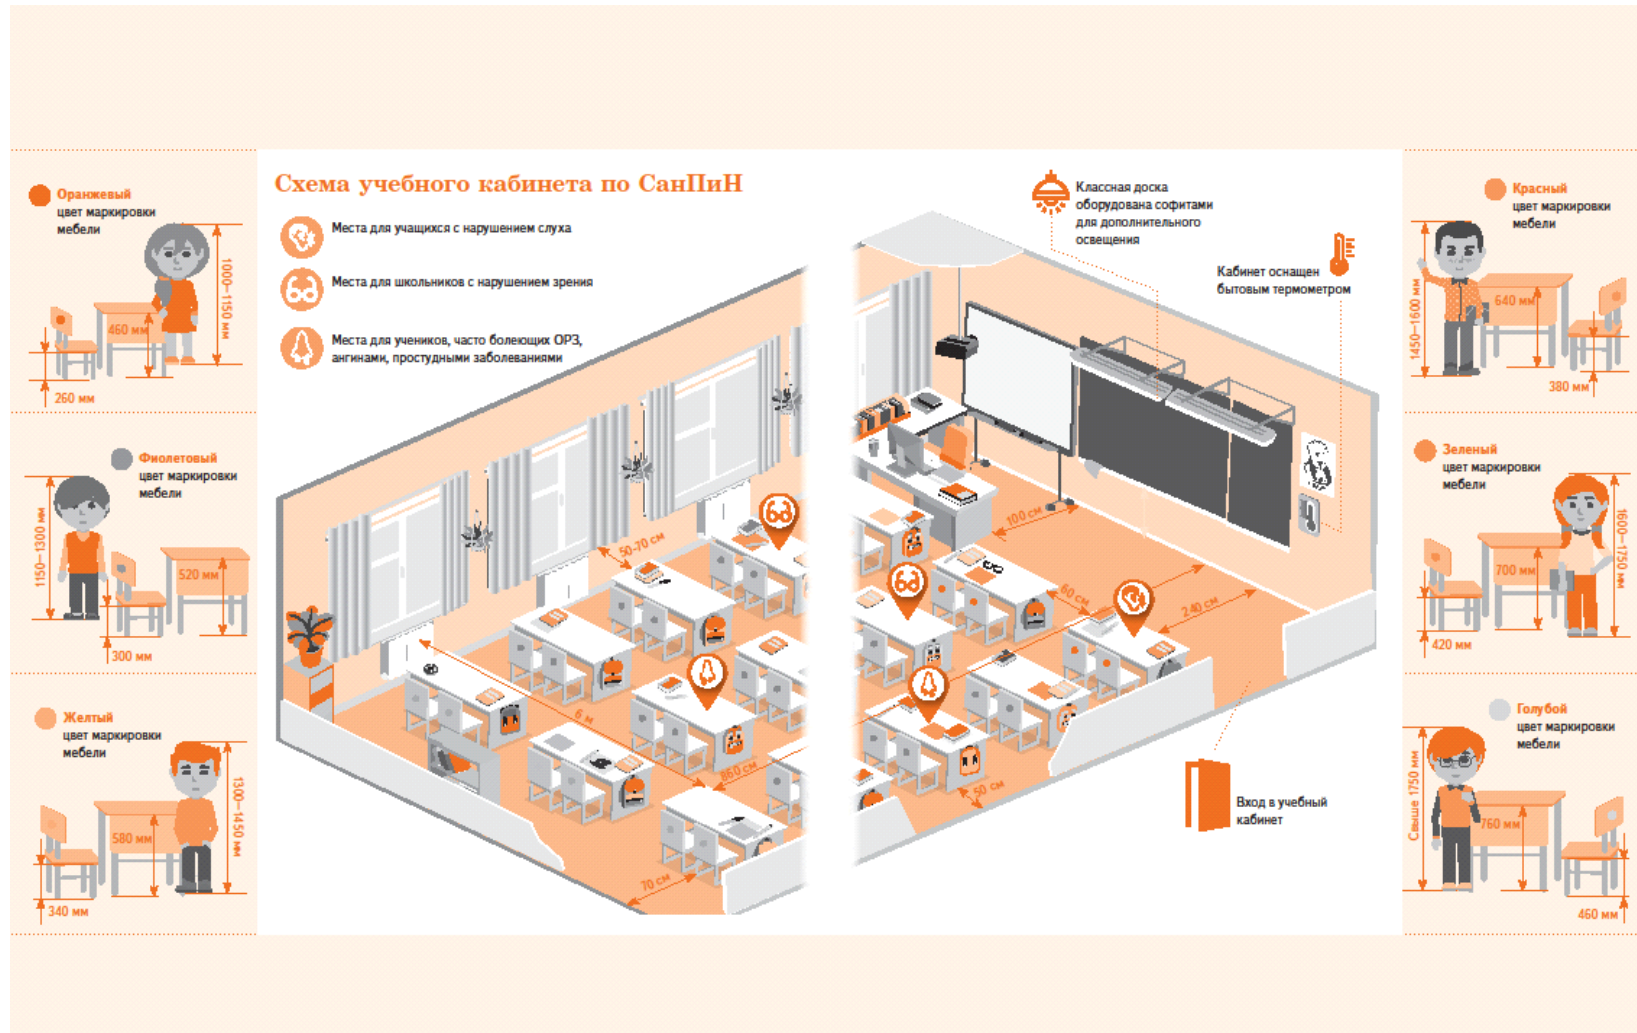 Оранжевый
цвет маркировки
мебели
1000–1150 мм
460 мм
260 мм
Фиолетовый
цвет маркировки
мебели
1150–1300 мм
520 мм
300 мм
Желтый
цвет маркировки
мебели
1300–1450 мм
580 мм
340 мм
Схема учебного кабинета по СанПиН
Места для учащихся с нарушением слуха
Места для школьников с нарушением зрения
Места для учеников, часто болеющих ОРЗ,
ангинами, простудными заболеваниями
Классная доска
оборудована софитами
для дополнительного
освещения
Кабинет оснащен
бытовым термометром
50-70 см
100 см
60 см
240 см
6 м
860 см
50 см
70 см
Вход в учебный
кабинет
Красный
цвет маркировки
мебели
1450–1600 мм
640 мм
380 мм
Зеленый
цвет маркировки
мебели
1600–1750 мм
700 мм
420 мм
Голубой
цвет маркировки
мебели
Свыше 1750 мм
760 мм
460 мм